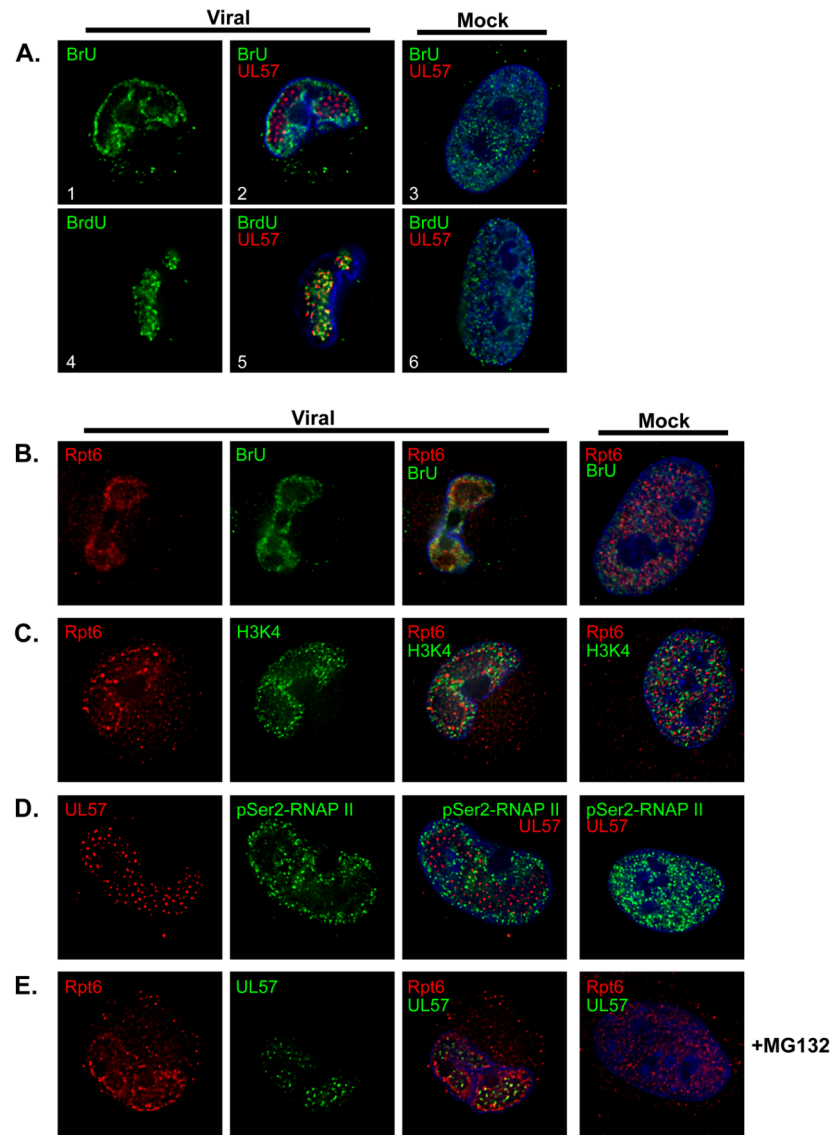 Viral
Mock
A.
BrU
1
BrU
UL57
2
BrU
UL57
3
BrdU
4
BrdU
UL57
5
BrdU
UL57
6
Viral
Mock
B.
Rpt6
BrU
Rpt6
BrU
Rpt6
BrU
C.
Rpt6
H3K4
Rpt6
H3K4
Rpt6
H3K4
D.
UL57
pSer2-RNAP II
pSer2-RNAP II
UL57
pSer2-RNAP II
UL57
E.
Rpt6
UL57
Rpt6
UL57
Rpt6
UL57
+MG132